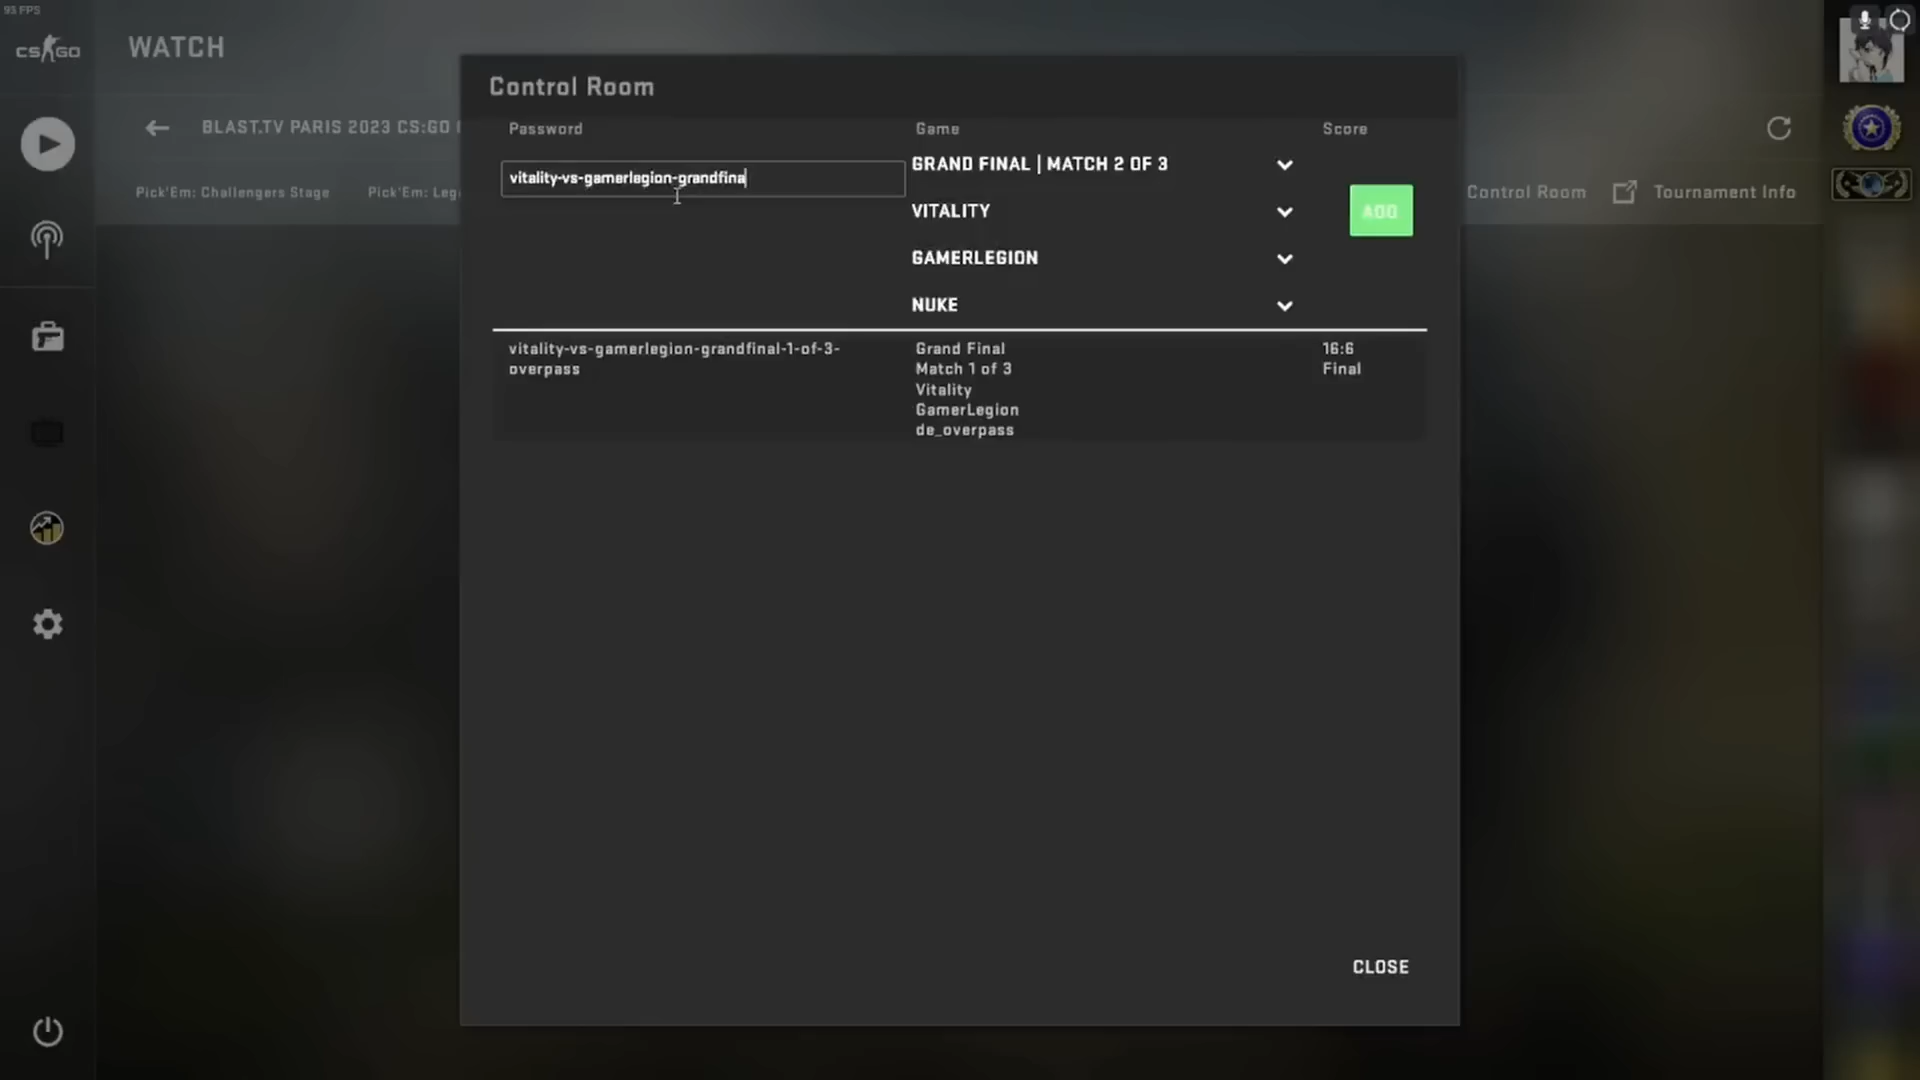 95 FPS
CS GO
WATCH
Control Room
BLAST.TV PARIS 2023 CS:GO
Password
Game
Score
vitality-vs-gamerlegion-grandfina
GRAND FINAL | MATCH 2 OF 3
Pick'Em: Challengers Stage
Pick'Em: Leg
Control Room
Tournament Info
VITALITY
ADD
GAMERLEGION
NUKE
vitality-vs-gamerlegion-grandfinal-1-of-3-
overpass
Grand Final
Match 1 of 3
Vitality
GamerLegion
de_overpass
16:6
Final
CLOSE